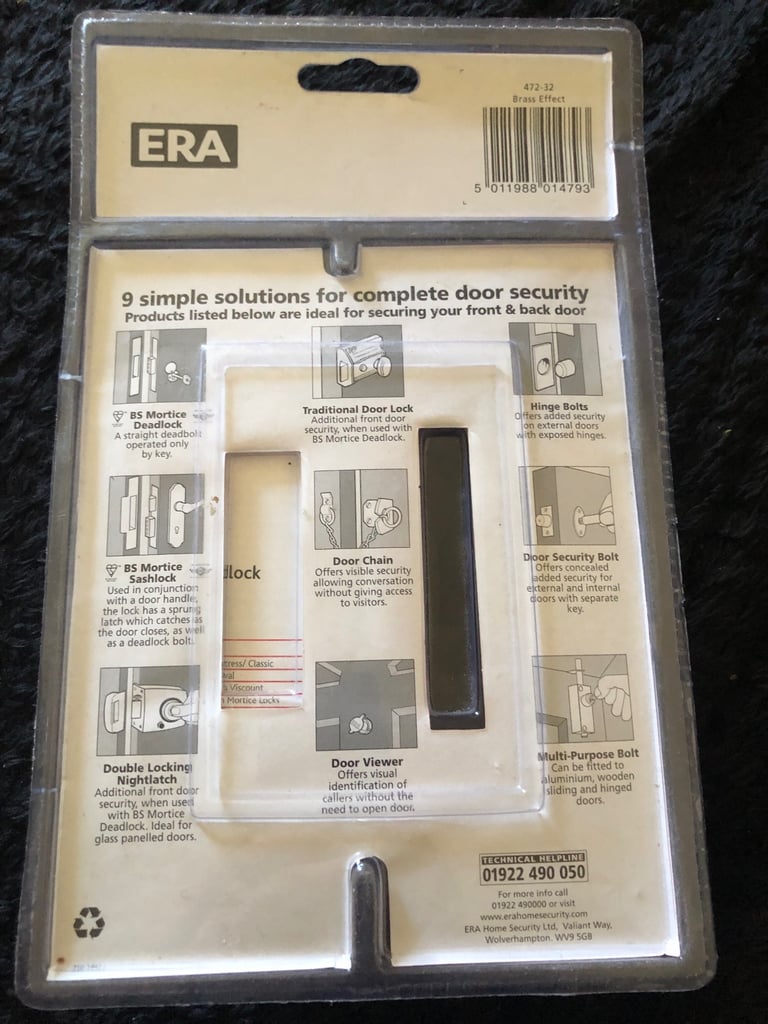 ERA
472-32
Brass Effect
5 011988 014793
9 simple solutions for complete door security
Products listed below are ideal for securing your front & back door
BS Mortice
Deadlock
A straight deadbolt
operated only
by key.
Traditional Door Lock
Additional front door
security, when used with
BS Mortice Deadlock.
Hinge Bolts
Offers added security
on external doors
with exposed hinges.
BS Mortice
Sashlock
Used in conjunction
with a door handle,
the lock has a sprung
latch which catches as
the door closes, as well
as a deadlock bolt.
dlock
tress/ Classic
val
Viscount
Mortice Locks
Door Chain
Offers visible security
allowing conversation
without giving access
to visitors.
Door Security Bolt
Offers concealed
added security for
external and internal
doors with separate
key.
Double Locking
Nightlatch
Additional front door
security, when used
with BS Mortice
Deadlock. Ideal for
glass panelled doors.
Door Viewer
Offers visual
identification of
callers without the
need to open door.
Multi-Purpose Bolt
Can be fitted to
aluminium, wooden
sliding and hinged
doors.
TECHNICAL HELPLINE
01922 490 050
For more info call
01922 490000 or visit
www.erahomesecurity.com
ERA Home Security Ltd, Valiant Way,
Wolverhampton. WV9 5GB